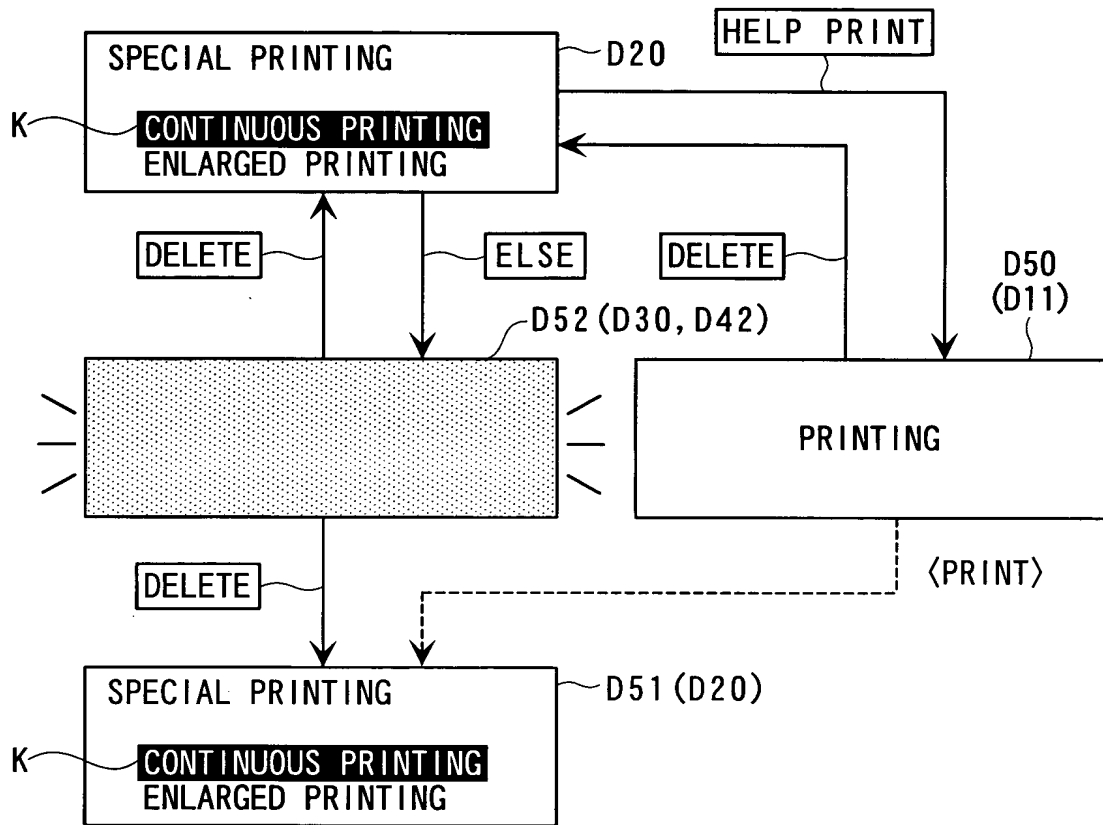 HELP PRINT
SPECIAL PRINTING
D20
K
CONTINUOUS PRINTING
ENLARGED PRINTING
DELETE
ELSE
DELETE
D50
(D11)
D52(D30, D42)
PRINTING
DELETE
〈PRINT〉
SPECIAL PRINTING
D51(D20)
K
CONTINUOUS PRINTING
ENLARGED PRINTING